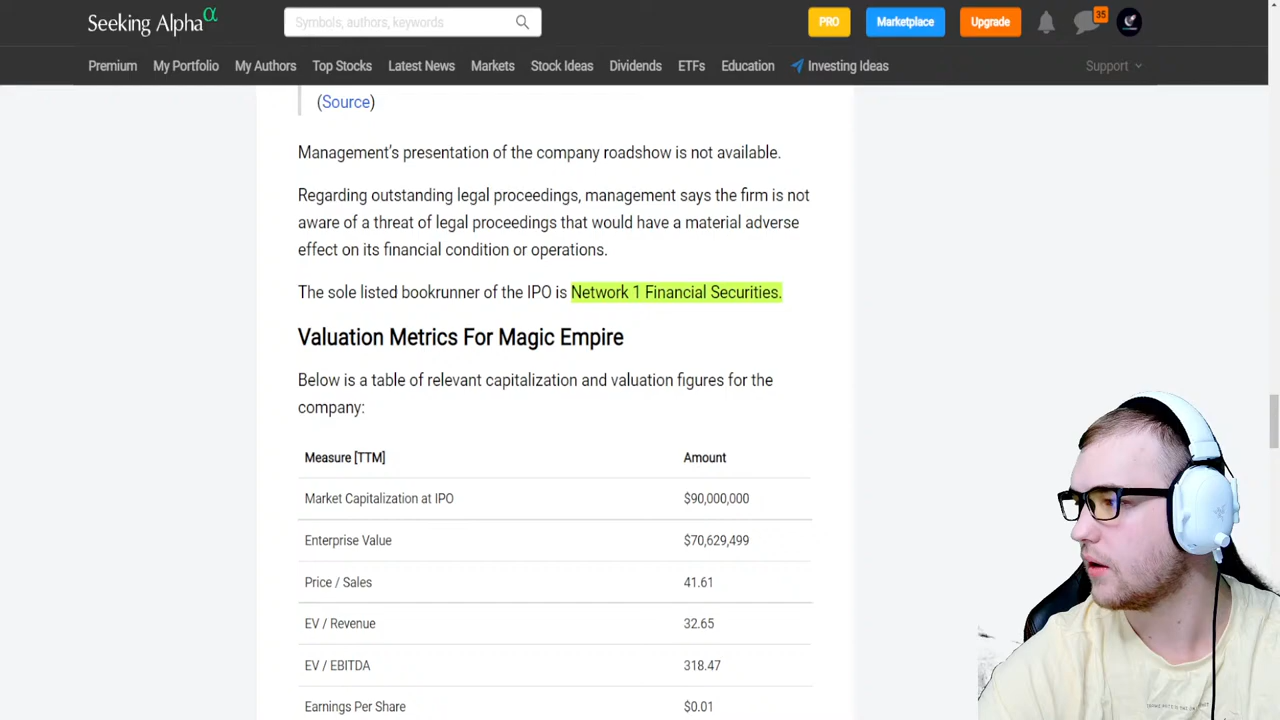 Seeking Alpha α
Symbols, authors, keywords
PRO
Marketplace
Upgrade
35
Premium
My Portfolio
My Authors
Top Stocks
Latest News
Markets
Stock Ideas
Dividends
ETFs
Education
Investing Ideas
Support
(Source)
Management's presentation of the company roadshow is not available.
Regarding outstanding legal proceedings, management says the firm is not
aware of a threat of legal proceedings that would have a material adverse
effect on its financial condition or operations.
The sole listed bookrunner of the IPO is Network 1 Financial Securities.
Valuation Metrics For Magic Empire
Below is a table of relevant capitalization and valuation figures for the
company:
Measure [TTM] Amount
Market Capitalization at IPO $90,000,000
Enterprise Value $70,629,499
Price / Sales 41.61
EV / Revenue 32.65
EV / EBITDA 318.47
Earnings Per Share $0.01